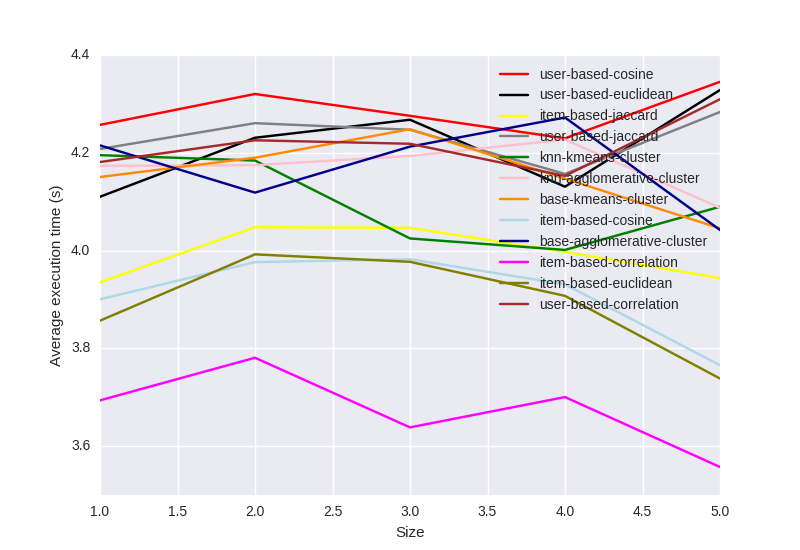 4.4
4.2
4.0
3.8
3.6
Average execution time (s)
user-based-cosine
user-based-euclidean
item-based-jaccard
user-based-jaccard
knn-kmeans-cluster
knn-agglomerative-cluster
base-kmeans-cluster
item-based-cosine
base-agglomerative-cluster
item-based-correlation
item-based-euclidean
user-based-correlation
1.0 1.5 2.0 2.5 3.0 3.5 4.0 4.5 5.0
Size